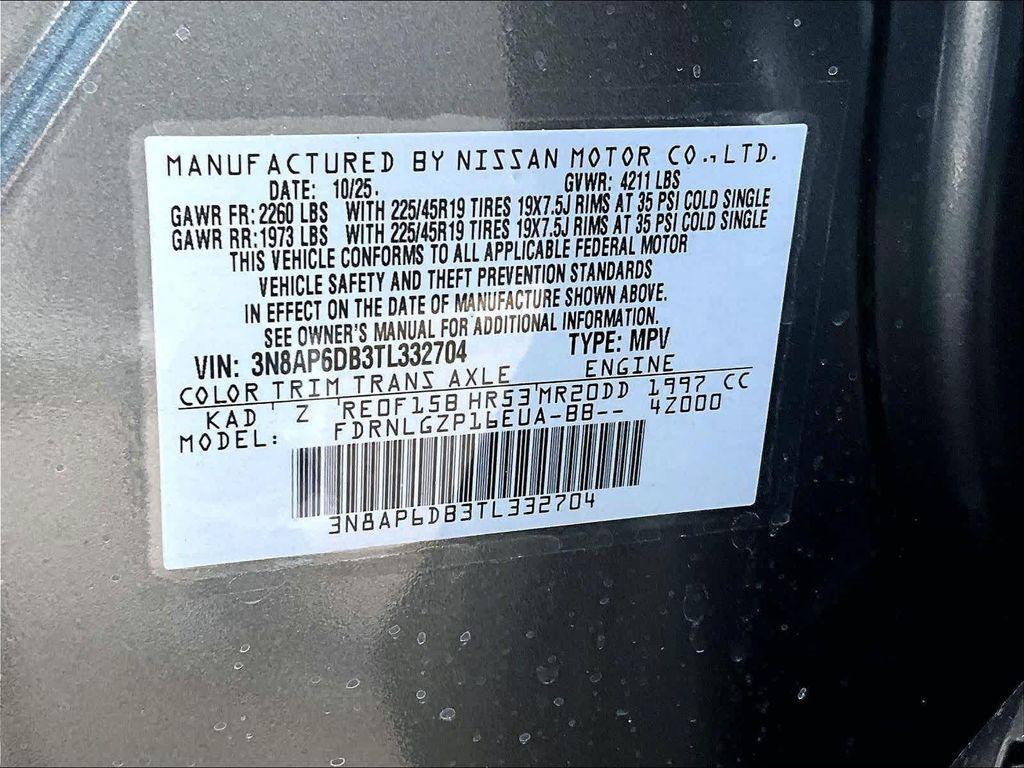 MANUFACTURED BY NISSAN MOTOR CO.,LTD.
DATE: 10/25. GVWR: 4211 LBS
GAWR FR: 2260 LBS WITH 225/45R19 TIRES 19X7.5J RIMS AT 35 PSI COLD SINGLE
GAWR RR: 1973 LBS WITH 225/45R19 TIRES 19X7.5J RIMS AT 35 PSI COLD SINGLE
THIS VEHICLE CONFORMS TO ALL APPLICABLE FEDERAL MOTOR
VEHICLE SAFETY AND THEFT PREVENTION STANDARDS
IN EFFECT ON THE DATE OF MANUFACTURE SHOWN ABOVE.
SEE OWNER'S MANUAL FOR ADDITIONAL INFORMATION.
VIN: 3N8AP6DB3TL332704 TYPE: MPV
COLOR TRIM TRANS AXLE ENGINE
KAD Z RE0F15B HR53 MR20DD 1997 CC
MODEL: FDRNLGZP16EUA-BB-- 4Z000
3N8AP6DB3TL332704